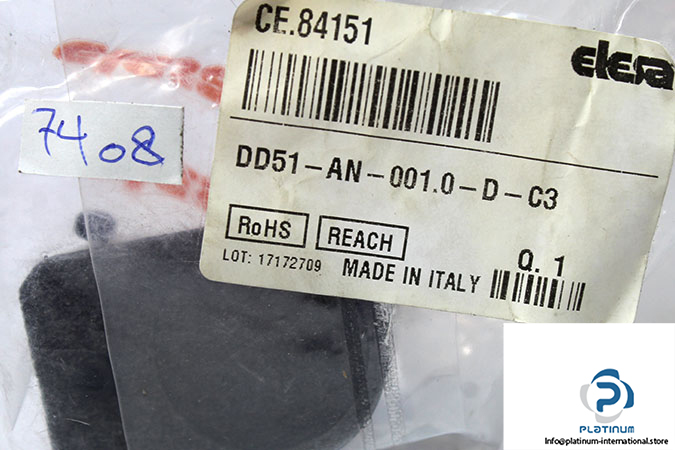 CE.84151
elesa
7408
DD51-AN-001.0-D-C3
RoHS
REACH
Q. 1
LOT: 17172709
MADE IN ITALY
PLATINUM
Info@platinum-international.store